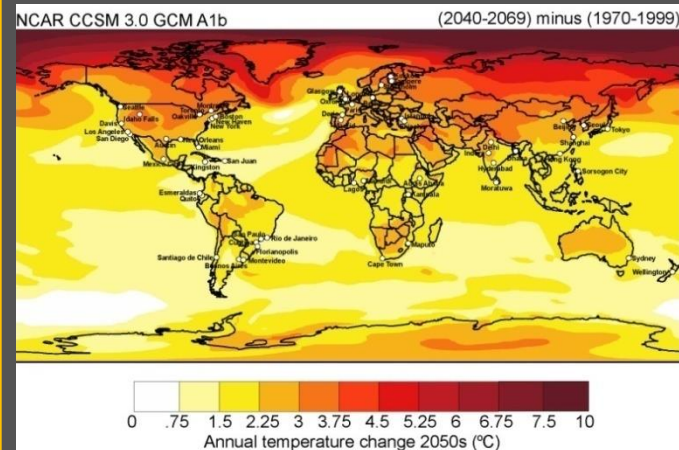 NCAR CCSM 3.0 GCM A1b (2040-2069) minus (1970-1999)
Glasgow
Seattle
Toronto
Oakville
Boston
New Haven
New York
Davis
Idaho Falls
Los Angeles
San Diego
Austin
New Orleans
Miami
Mexico City
Kingston
San Juan
Delhi
Beijing
Seoul
Tokyo
Shanghai
Hong Kong
Hyderabad
Sorsogon City
Lagos
Addis Ababa
Kampala
Moratuwa
Esmeraldas
Quito
Sao Paulo
Rio de Janeiro
Florianopolis
Santiago de Chile
Buenos Aires
Montevideo
Maputo
Cape Town
Sydney
Wellington
0 .75 1.5 2.25 3 3.75 4.5 5.25 6 6.75 7.5 10
Annual temperature change 2050s (ºC)